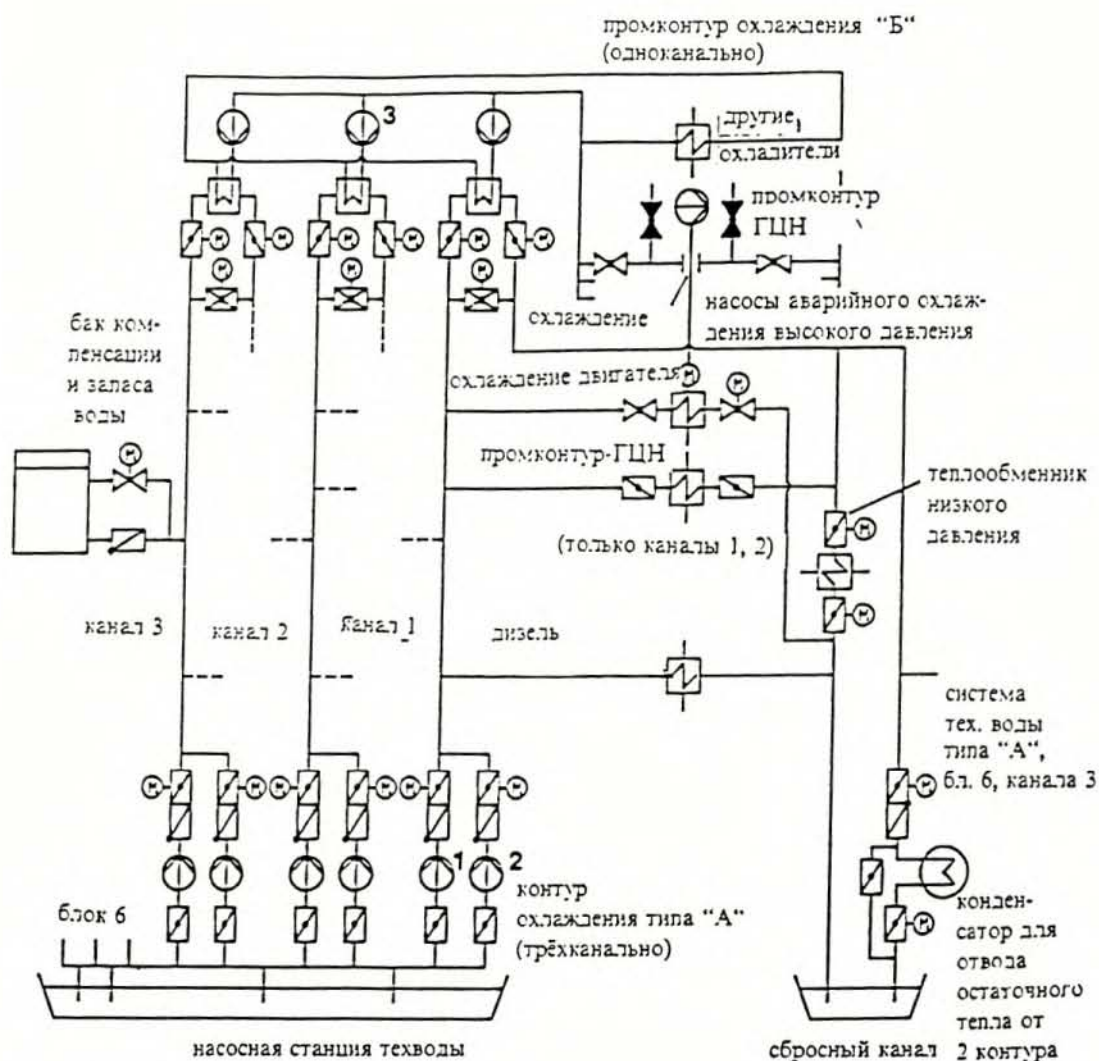 промконтур охлаждения "Б"
(одноканально)
3
другие
охладители
промконтур
ГЦН
насосы аварийного охлаж-
дения высокого давления
охлаждение
бак ком-
пенсации
и запаса
воды
охлаждение двигателя
промконтур-ГЦН
(только каналы 1, 2)
теплообменник
низкого
давления
канал 3
канал 2
канал 1
дизель
система
тех. воды
типа "А",
бл. 6, канала 3
1
2
контур
охлаждения типа "А"
(трёхканально)
блок 6
конден-
сатор для
отвода
остаточного
тепла от
2 контура
насосная станция техводы
сбросный канал